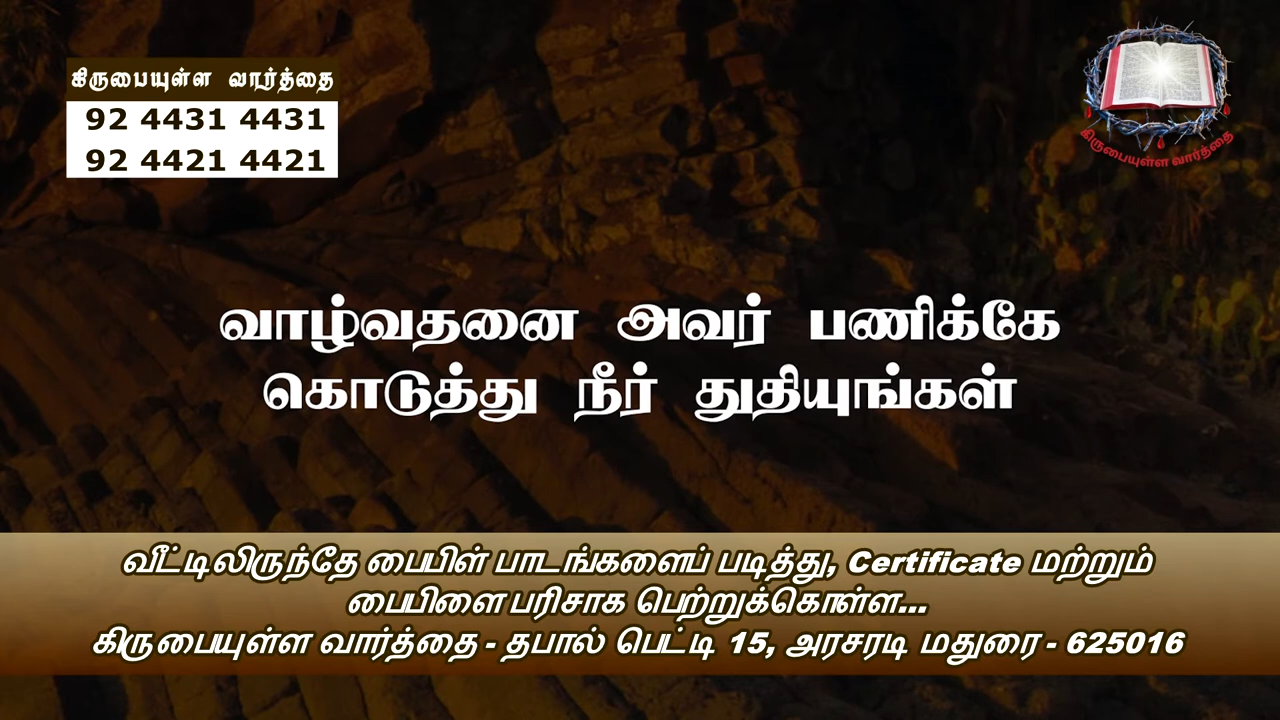 கிருபையுள்ள வார்த்தை
92 4431 4431
92 4421 4421
கிருபையுள்ள வார்த்தை
வாழ்வதனை அவர் பணிக்கே
கொடுத்து நீர் துதியுங்கள்
வீட்டிலிருந்தே பைபிள் பாடங்களைப் படித்து, Certificate மற்றும்
பைபிளை பரிசாக பெற்றுக்கொள்ள...
கிருபையுள்ள வார்த்தை - தபால் பெட்டி 15, அரசரடி மதுரை - 625016